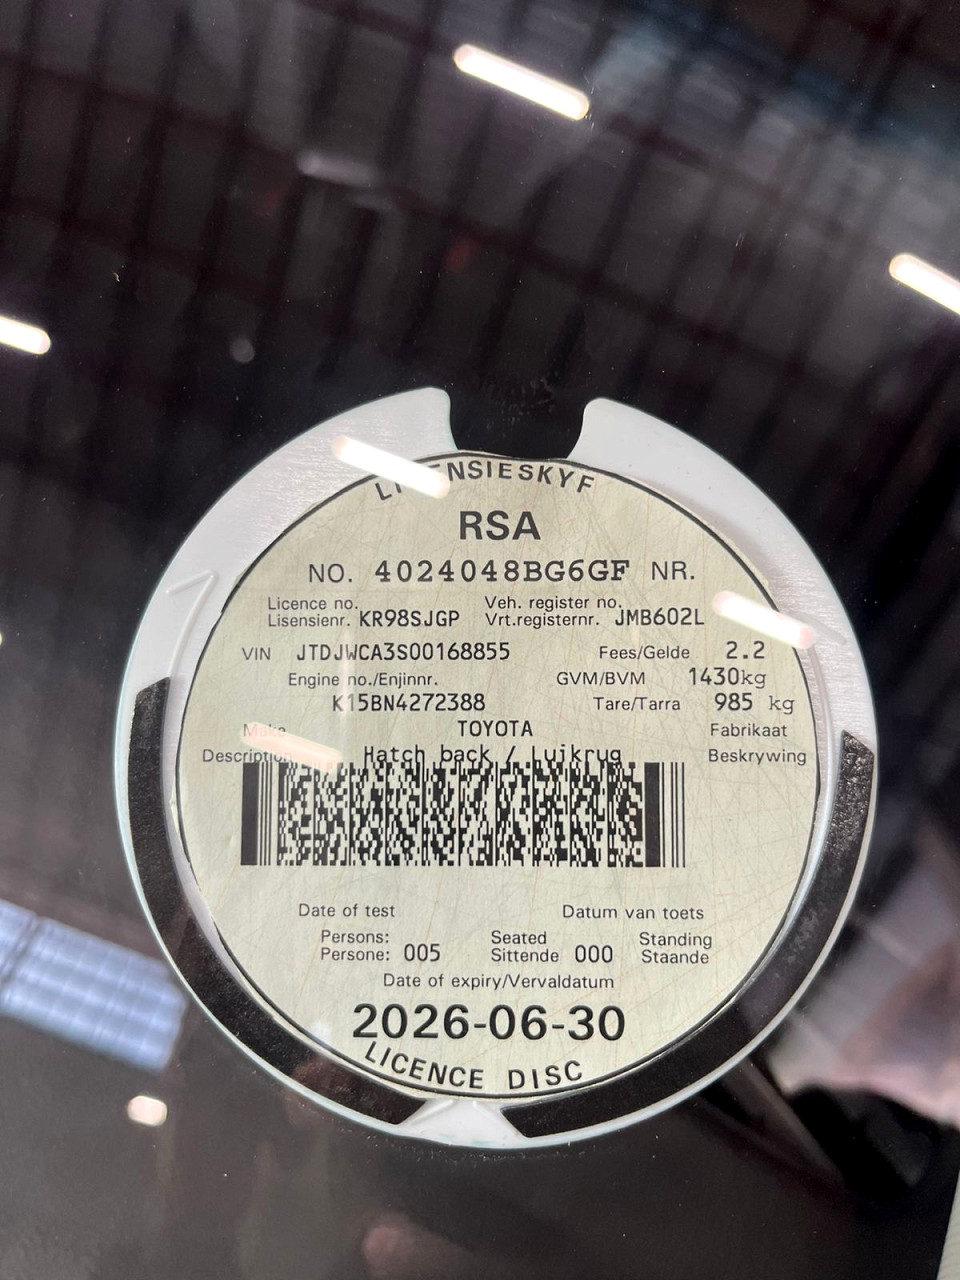 LICENSIESKYF
RSA
NO. 4024048BG6GF NR.
Licence no. Veh. register no.
Lisensienr. KR98SJGP Vrt.registernr. JMB602L
VIN JTDJWCA3S00168855 Fees/Gelde 2.2
Engine no./Enjinnr. GVM/BVM 1430kg
K15BN4272388 Tare/Tarra 985 kg
Make TOYOTA Fabrikaat
Description Hatch back / Luikrug Beskrywing
Date of test Datum van toets
Persons: Seated Standing
Persone: 005 Sittende 000 Staande
Date of expiry/Vervaldatum
2026-06-30
LICENCE DISC